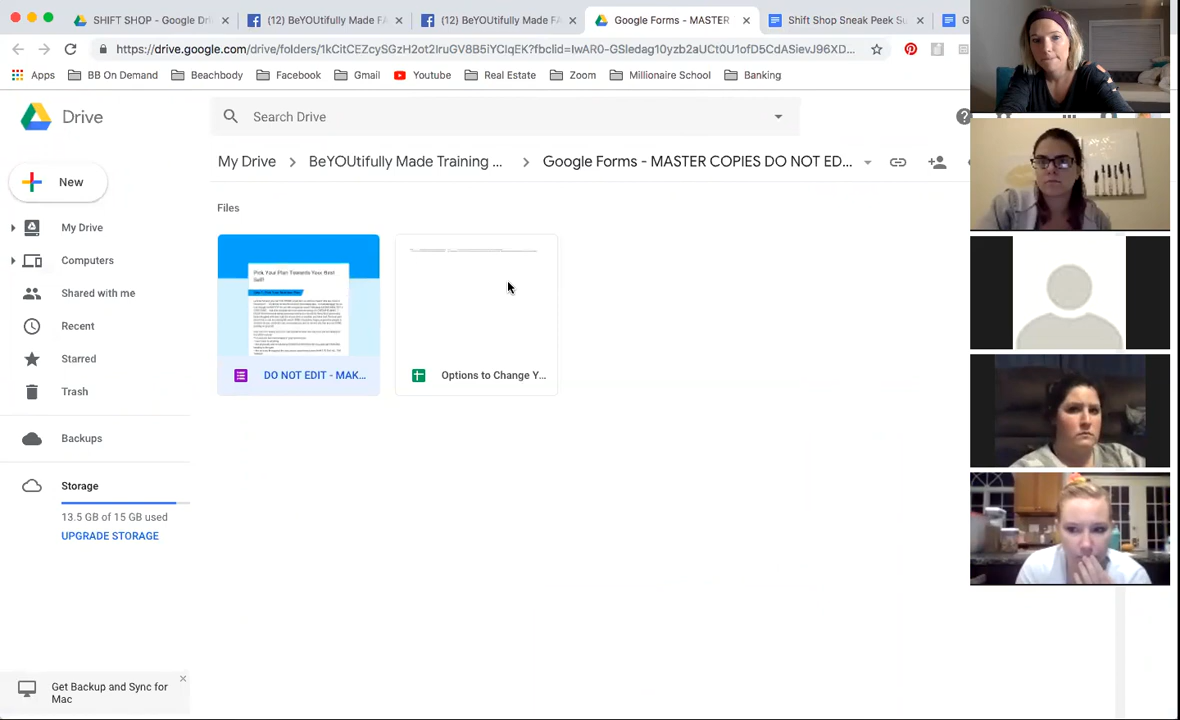 SHIFT SHOP - Google Dri
(12) BeYOUtifully Made FA
(12) BeYOUtifully Made FA
Google Forms - MASTER
Shift Shop Sneak Peek Su
G
https://drive.google.com/drive/folders/1kCitCEZcySGzH2ot2lruGV8B5iYClqEK?fbclid=IwAR0-GSledag10yzb2aUCt0U1ofD5CdASievJ96XD...
Apps
BB On Demand
Beachbody
Facebook
Gmail
Youtube
Real Estate
Zoom
Millionaire School
Banking
Drive
Search Drive
My Drive
BeYOUtifully Made Training ...
Google Forms - MASTER COPIES DO NOT ED...
New
Files
My Drive
Computers
Shared with me
Recent
Starred
Trash
Backups
Storage
13.5 GB of 15 GB used
UPGRADE STORAGE
Pick Your Plan Towards Your Best
Self!
DO NOT EDIT - MAK...
Options to Change Y...
Get Backup and Sync for
Mac